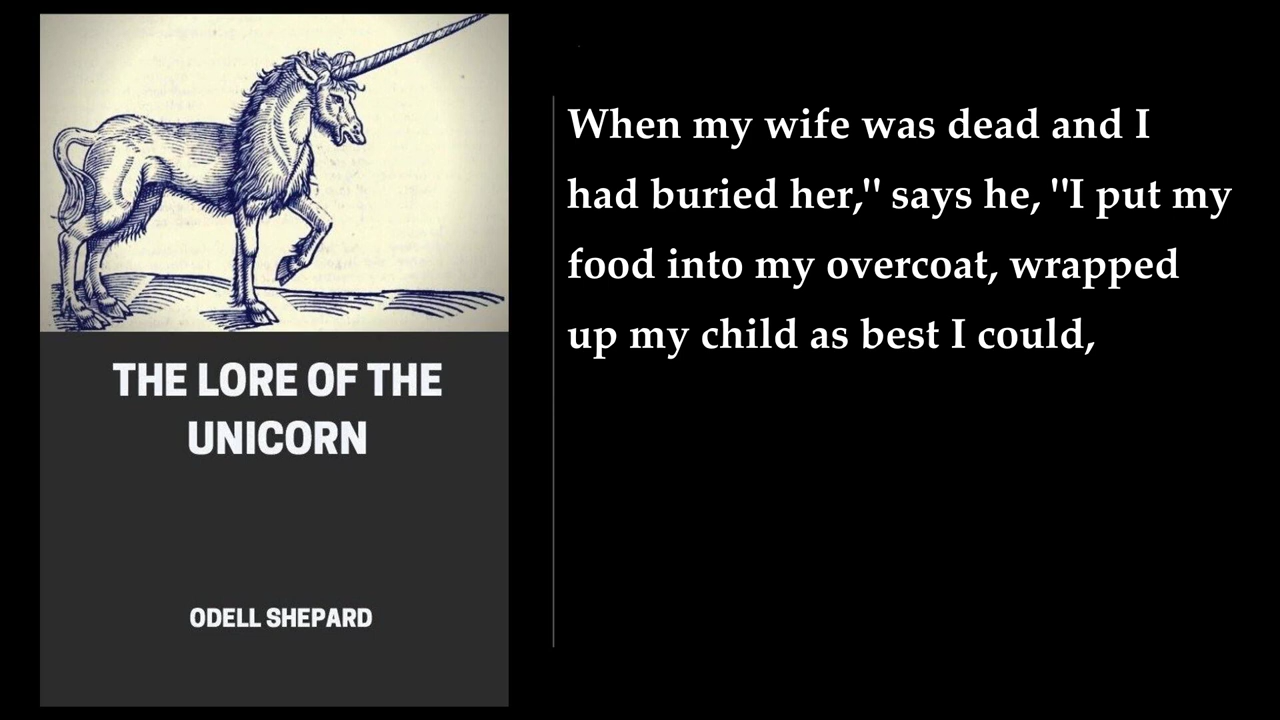 THE LORE OF THE
UNICORN
ODELL SHEPARD
When my wife was dead and I
had buried her," says he, "I put my
food into my overcoat, wrapped
up my child as best I could,